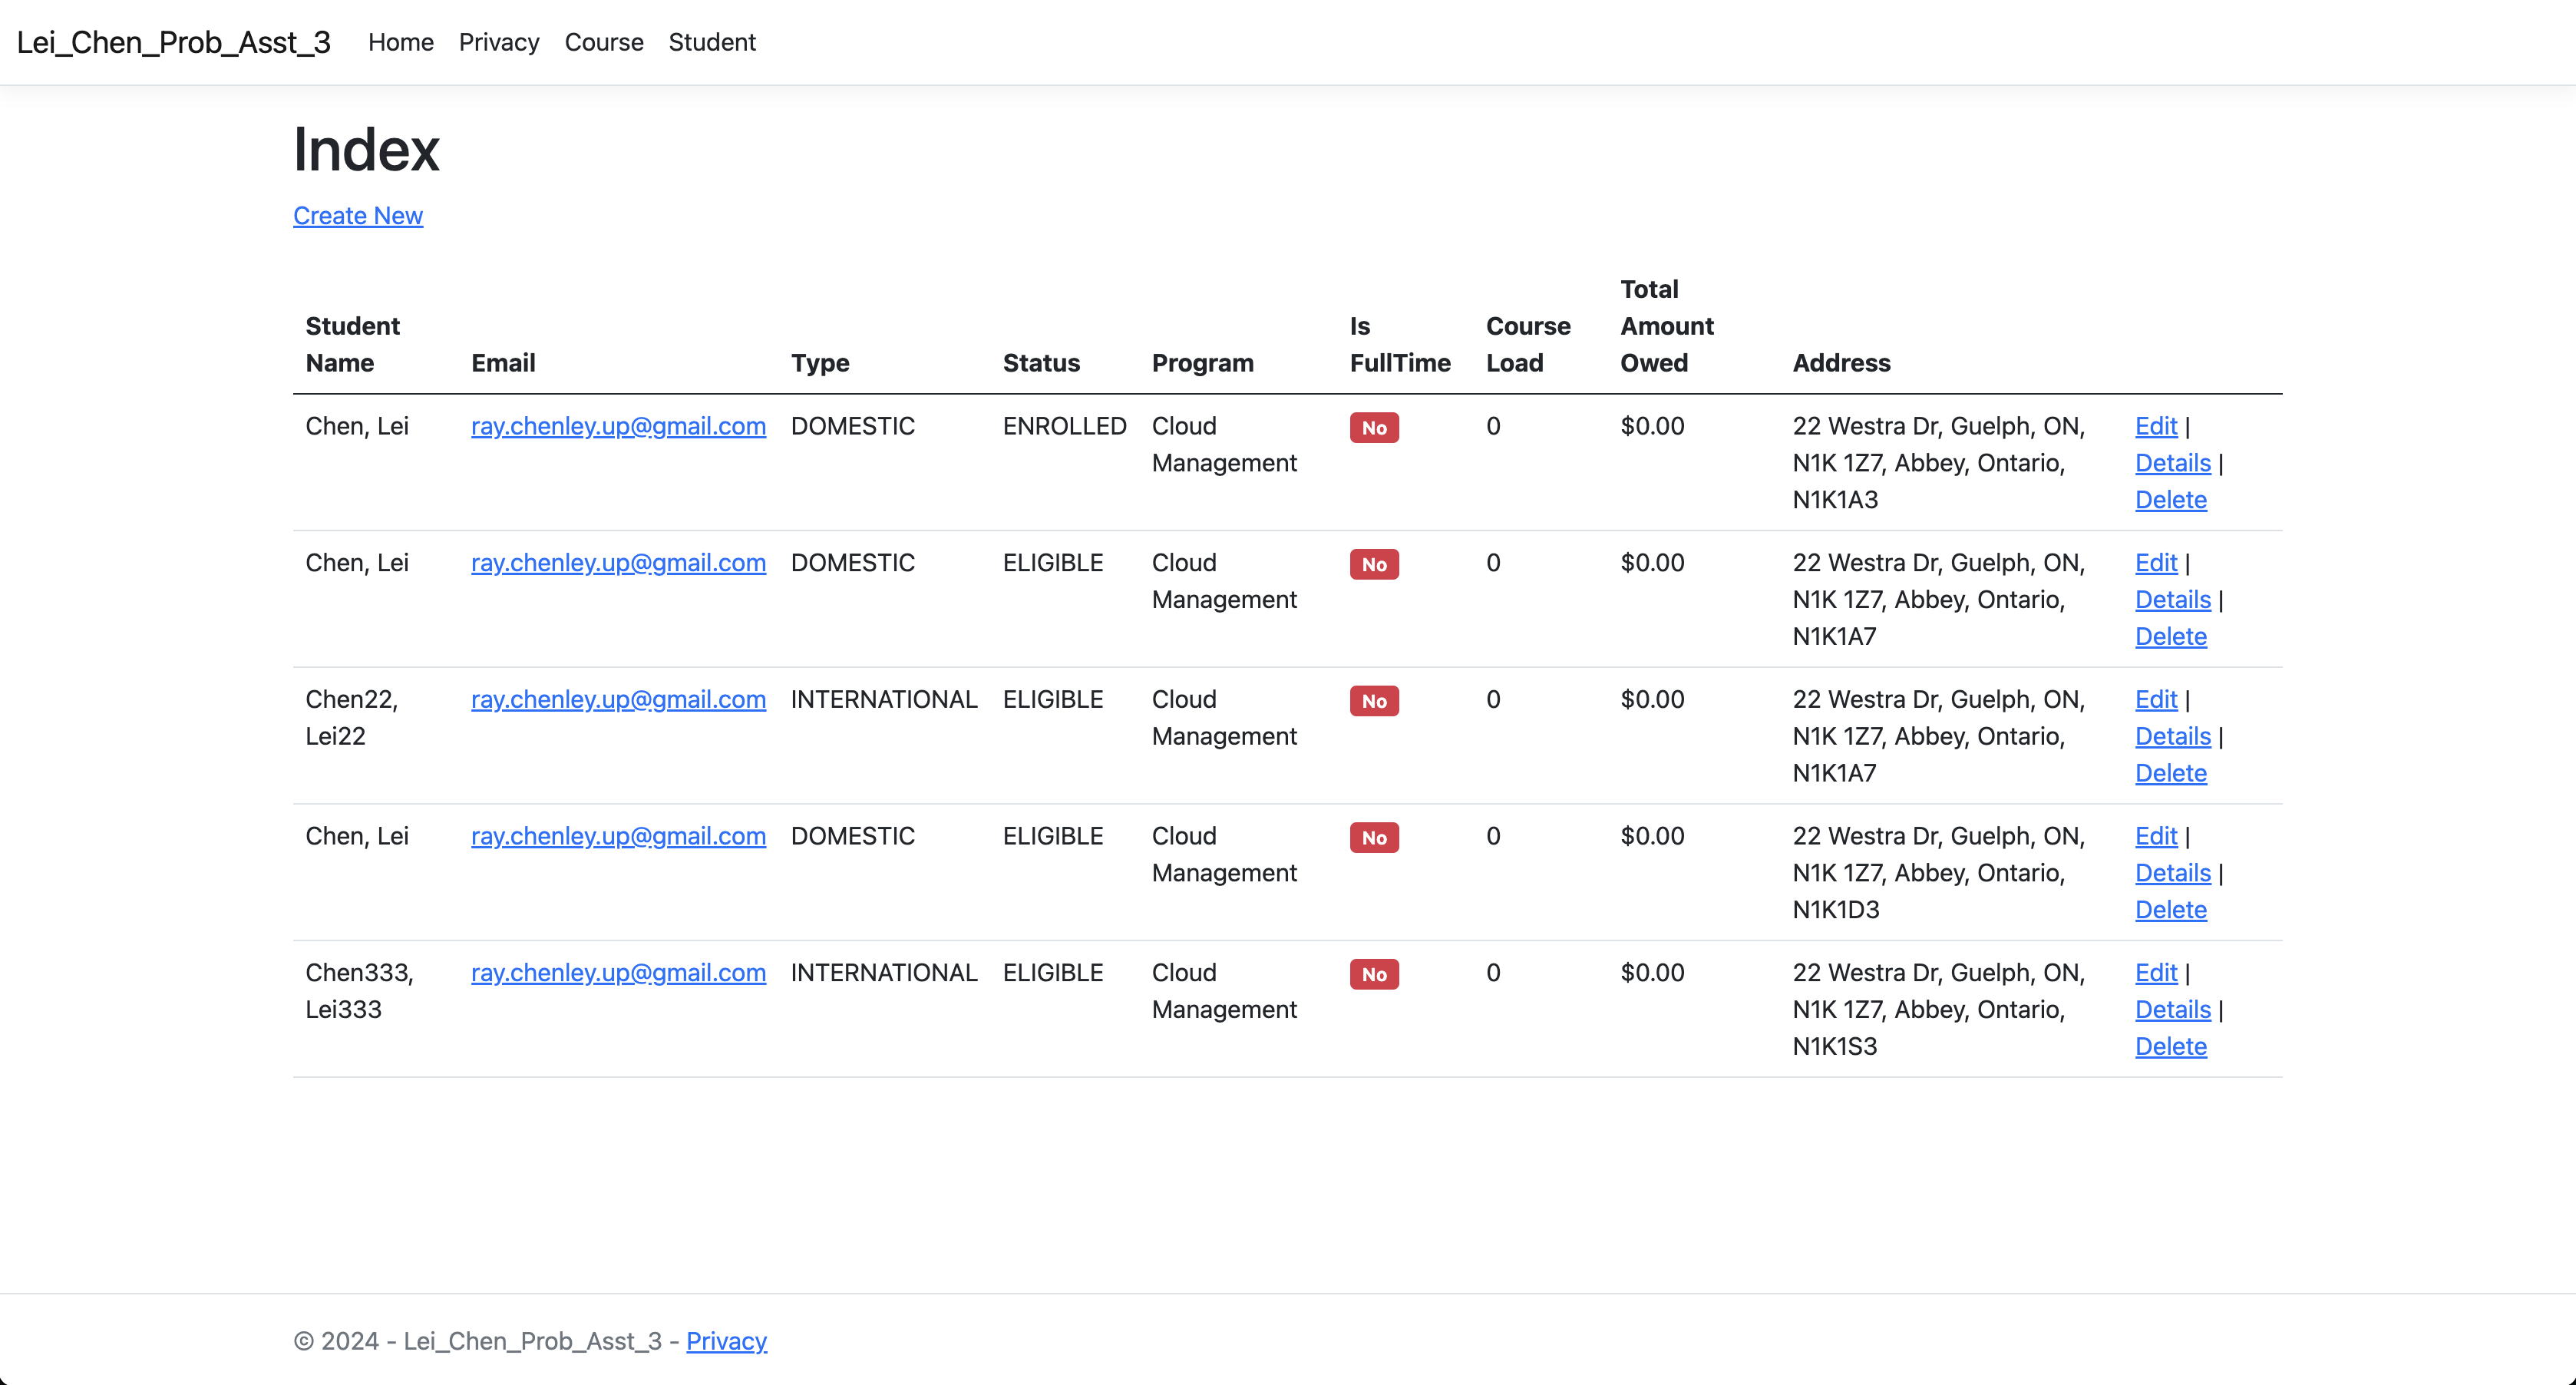 Lei_Chen_Prob_Asst_3 Home Privacy Course Student
Index
Create New
Student Name Email Type Status Program Is FullTime Course Load Total Amount Owed Address
Chen, Lei ray.chenley.up@gmail.com DOMESTIC ENROLLED Cloud Management No 0 $0.00 22 Westra Dr, Guelph, ON, N1K 1Z7, Abbey, Ontario, N1K1A3 Edit | Details | Delete
Chen, Lei ray.chenley.up@gmail.com DOMESTIC ELIGIBLE Cloud Management No 0 $0.00 22 Westra Dr, Guelph, ON, N1K 1Z7, Abbey, Ontario, N1K1A7 Edit | Details | Delete
Chen22, Lei22 ray.chenley.up@gmail.com INTERNATIONAL ELIGIBLE Cloud Management No 0 $0.00 22 Westra Dr, Guelph, ON, N1K 1Z7, Abbey, Ontario, N1K1A7 Edit | Details | Delete
Chen, Lei ray.chenley.up@gmail.com DOMESTIC ELIGIBLE Cloud Management No 0 $0.00 22 Westra Dr, Guelph, ON, N1K 1Z7, Abbey, Ontario, N1K1D3 Edit | Details | Delete
Chen333, Lei333 ray.chenley.up@gmail.com INTERNATIONAL ELIGIBLE Cloud Management No 0 $0.00 22 Westra Dr, Guelph, ON, N1K 1Z7, Abbey, Ontario, N1K1S3 Edit | Details | Delete
© 2024 - Lei_Chen_Prob_Asst_3 - Privacy